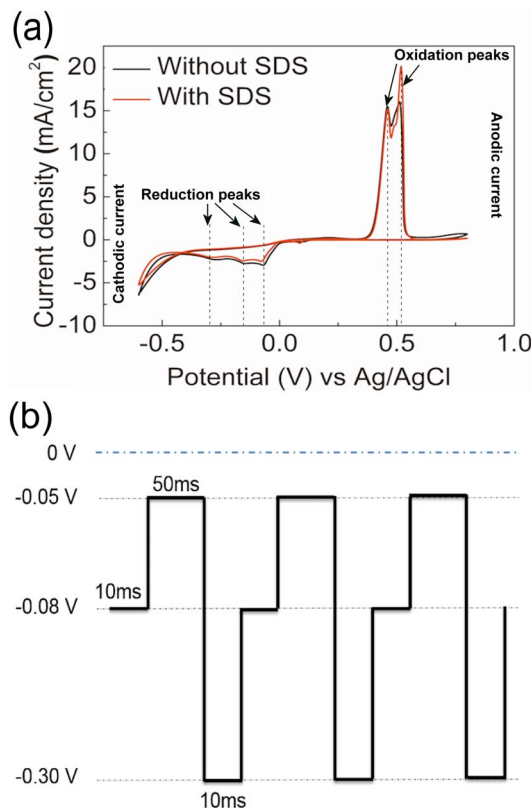 (a)
Current density (mA/cm²)
20
15
10
5
0
-5
-10
Without SDS
With SDS
Oxidation peaks
Reduction peaks
Cathodic current
Anodic current
-0.5
0.0
0.5
1.0
Potential (V) vs Ag/AgCl
(b)
0 V
-0.05 V
50ms
10ms
-0.08 V
-0.30 V
10ms